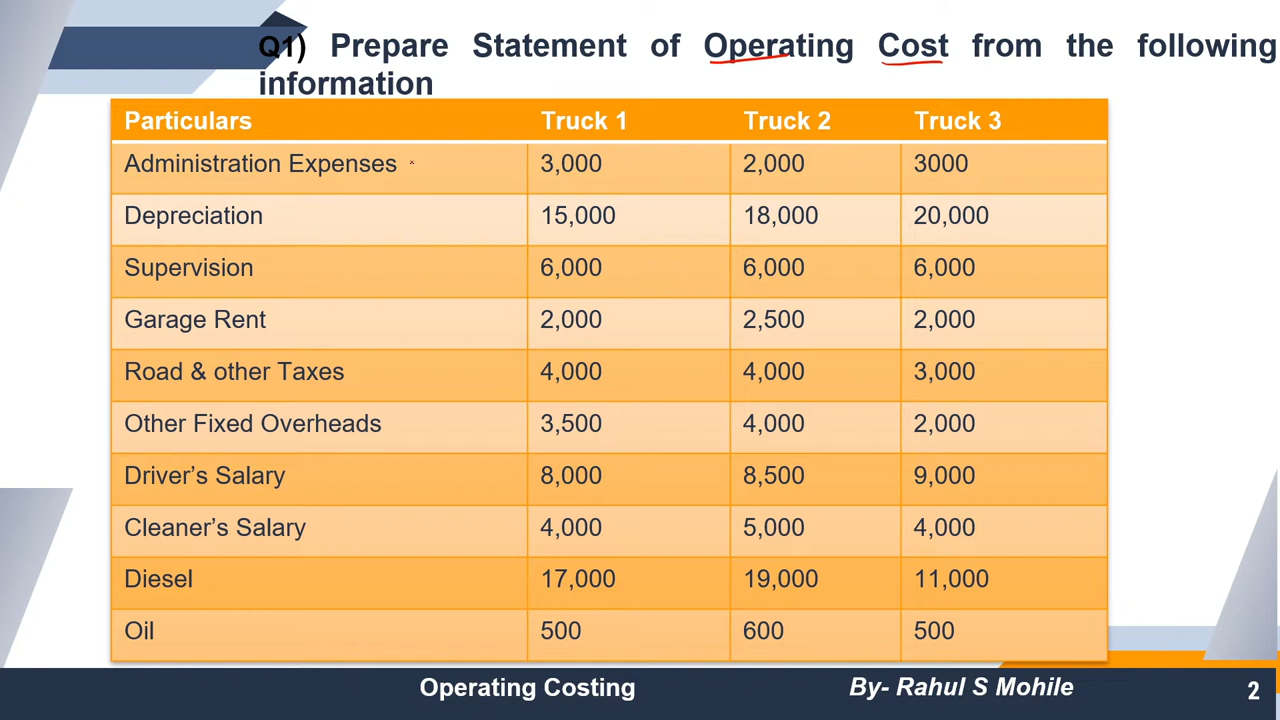 Q1) Prepare Statement of Operating Cost from the following
information
Particulars Truck 1 Truck 2 Truck 3
Administration Expenses 3,000 2,000 3000
Depreciation 15,000 18,000 20,000
Supervision 6,000 6,000 6,000
Garage Rent 2,000 2,500 2,000
Road & other Taxes 4,000 4,000 3,000
Other Fixed Overheads 3,500 4,000 2,000
Driver’s Salary 8,000 8,500 9,000
Cleaner’s Salary 4,000 5,000 4,000
Diesel 17,000 19,000 11,000
Oil 500 600 500
Operating Costing By- Rahul S Mohile 2